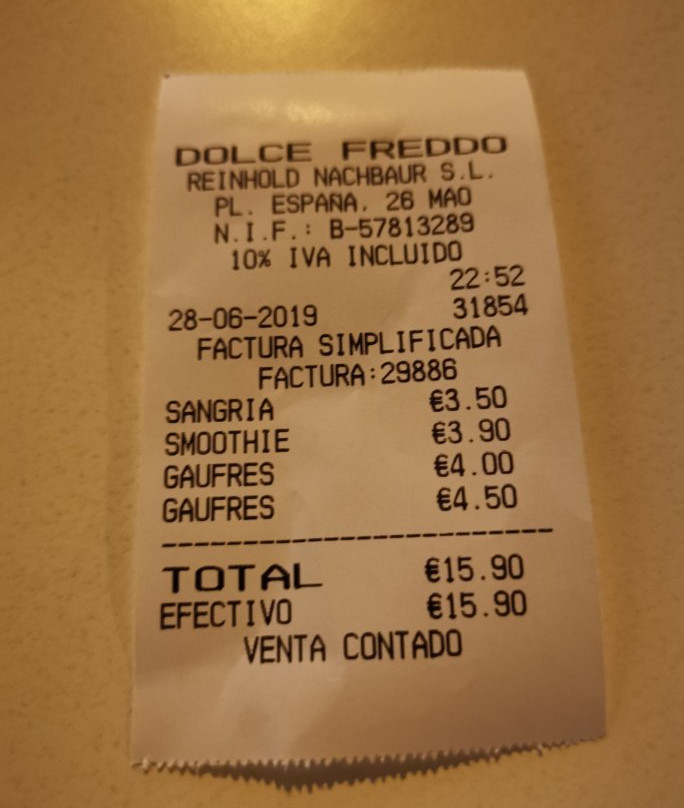 DOLCE FREDDO
REINHOLD NACHBAUR S.L.
PL. ESPAÑA. 26 MAO
N.I.F.: B-57813289
10% IVA INCLUIDO
22:52
28-06-2019 31854
FACTURA SIMPLIFICADA
FACTURA:29886
SANGRIA €3.50
SMOOTHIE €3.90
GAUFRES €4.00
GAUFRES €4.50
------------------------
TOTAL €15.90
EFECTIVO €15.90
VENTA CONTADO